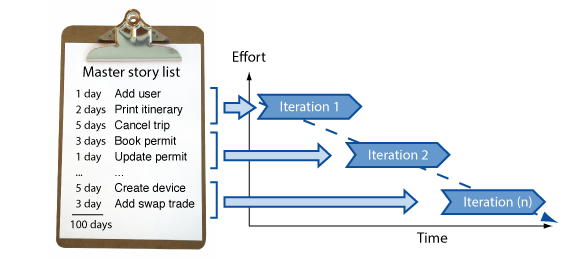 Master story list
1 day Add user
2 days Print itinerary
5 days Cancel trip
3 days Book permit
1 day Update permit
... ...
5 day Create device
3 day Add swap trade
100 days
Effort
Iteration 1
Iteration 2
Iteration (n)
Time